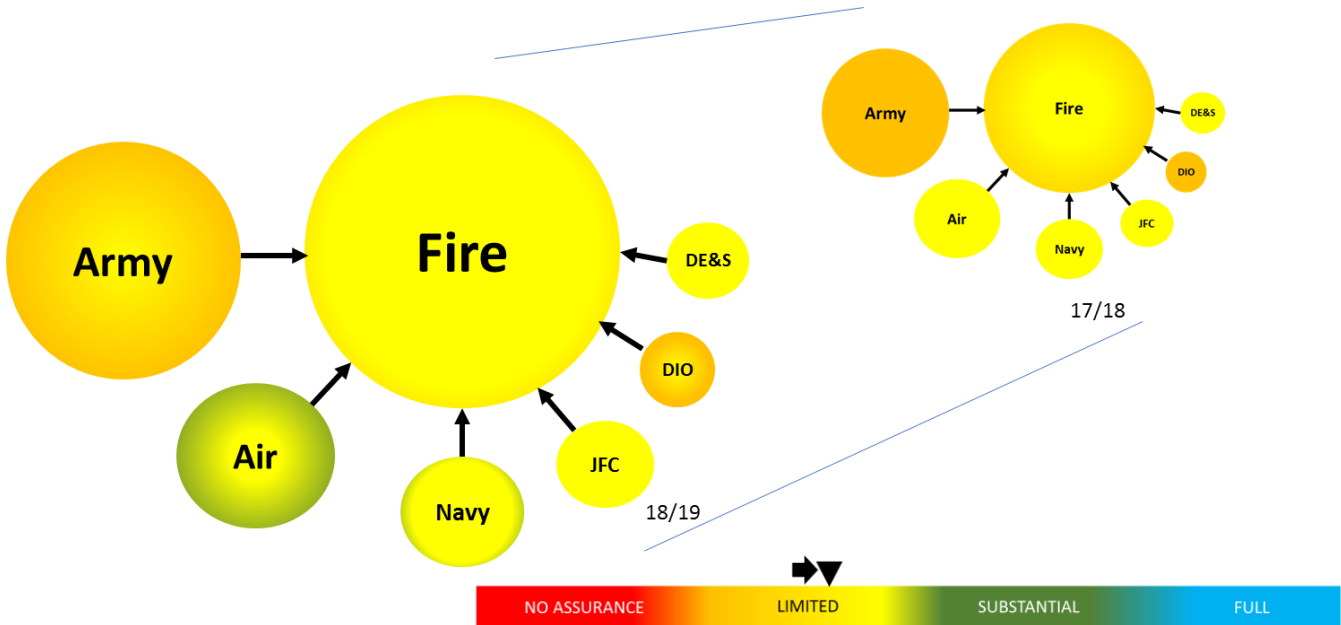 Army
Fire
DE&S
DIO
JFC
Navy
Air
18/19
Army
Fire
DE&S
DIO
JFC
Navy
Air
17/18
NO ASSURANCE
LIMITED
SUBSTANTIAL
FULL